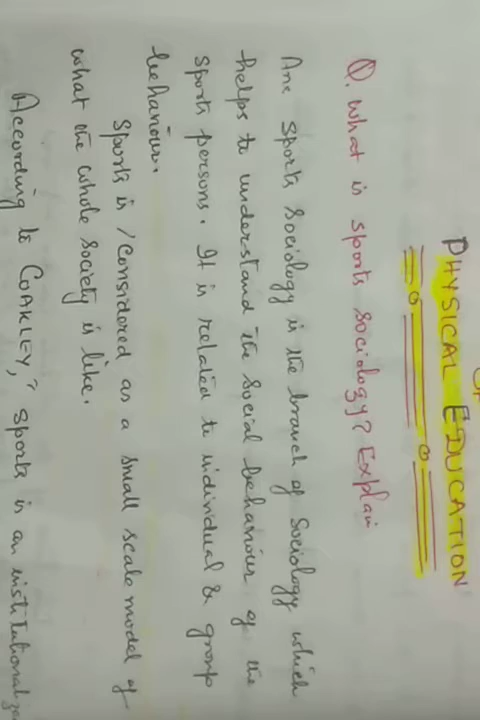 PHYSICAL EDUCATION
Q. What is sports sociology? Explain
Ans Sports Sociology is the branch of Sociology which
helps to understand the social behaviour of the
sports persons. It is related to individual & group
behaviour.
Sports is / considered as a small scale model of
what the whole society is like.
According to COAKLEY, " sports is an institutionalize